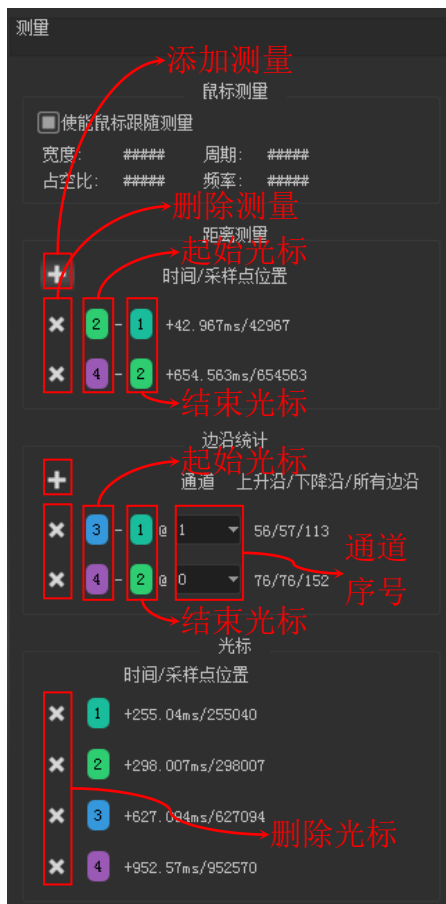 测量
添加测量
鼠标测量
使能鼠标跟随测量
宽度: ##### 周期: #####
占空比: ##### 频率: #####
删除测量
距离测量
起始光标
+ 时间/采样点位置
× 2 - 1 +42.967ms/42967
× 4 - 2 +654.563ms/654563
结束光标
边沿统计
起始光标
+ 通道 上升沿/下降沿/所有边沿
× 3 - 1 @ 1 56/57/113
× 4 - 2 @ 0 76/76/152
通道
序号
结束光标
光标
时间/采样点位置
× 1 +255.04ms/255040
× 2 +298.007ms/298007
× 3 +627.094ms/627094
删除光标
× 4 +952.57ms/952570